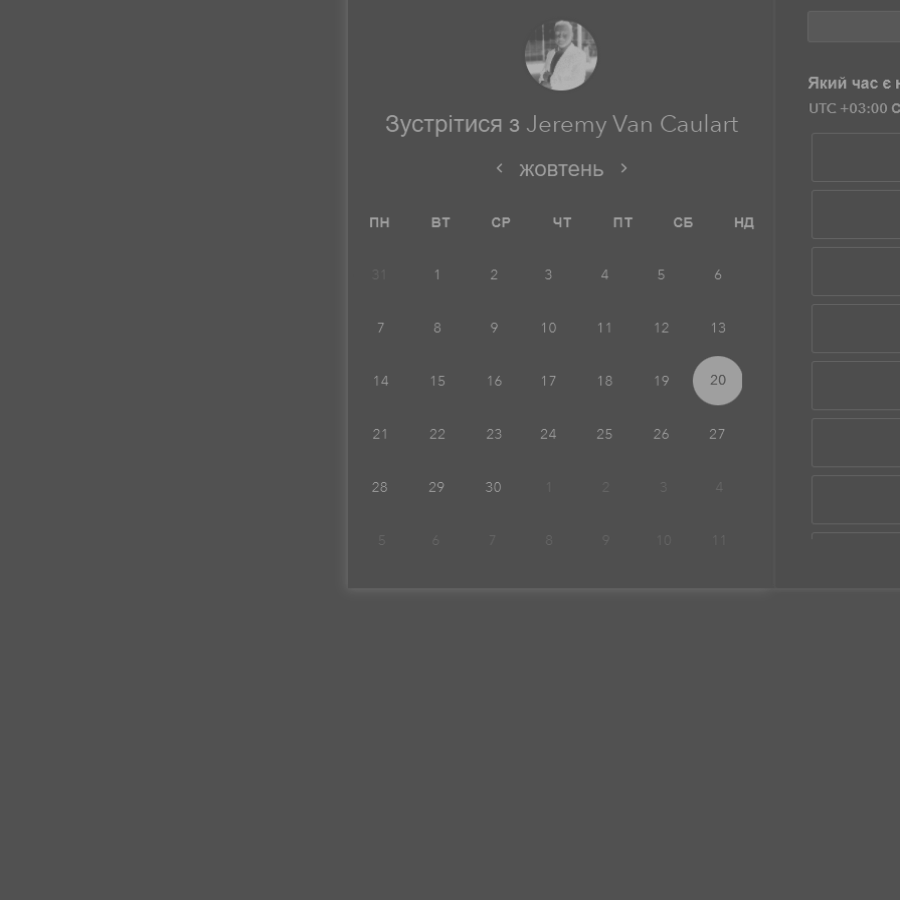 Зустрітися з Jeremy Van Caulart
жовтень
ПН ВТ СР ЧТ ПТ СБ НД
31 1 2 3 4 5 6
7 8 9 10 11 12 13
14 15 16 17 18 19 20
21 22 23 24 25 26 27
28 29 30 1 2 3 4
5 6 7 8 9 10 11
Який час є
UTC +03:00